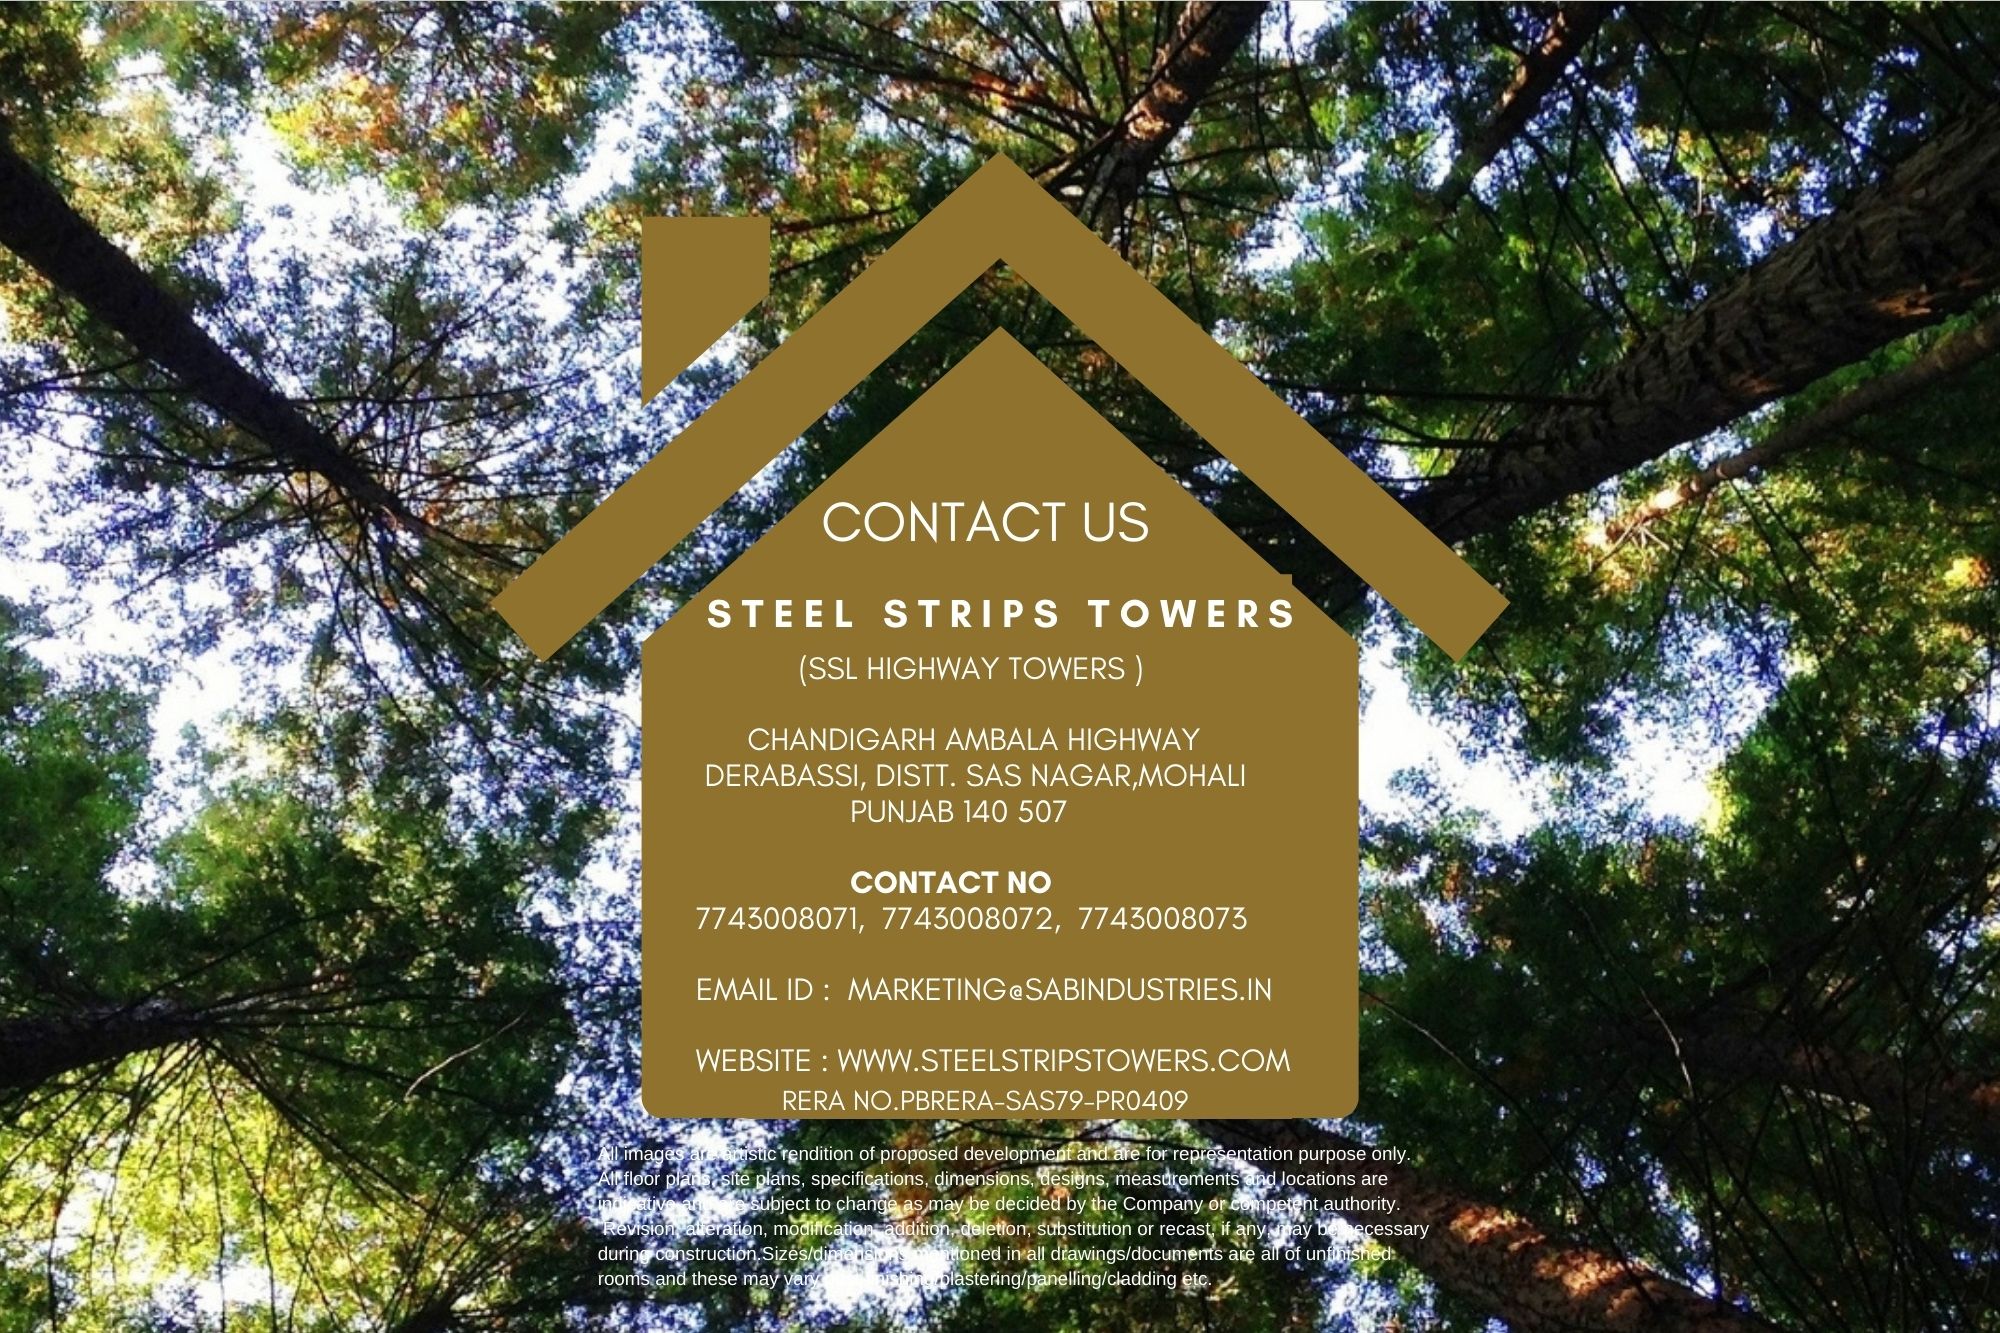 CONTACT US
STEEL STRIPS TOWERS
(SSL HIGHWAY TOWERS )
CHANDIGARH AMBALA HIGHWAY
DERABASSI, DISTT. SAS NAGAR,MOHALI
PUNJAB 140 507
CONTACT NO
7743008071, 7743008072, 7743008073
EMAIL ID : MARKETING@SABINDUSTRIES.IN
WEBSITE : WWW.STEELSTRIPSTOWERS.COM
RERA NO.PBRERA-SAS79-PR0409
All images are artistic rendition of proposed development and are for representation purpose only.
All floor plans, site plans, specifications, dimensions, designs, measurements and locations are
indicative and are subject to change as may be decided by the Company or competent authority.
Revision, alteration, modification, addition, deletion, substitution or recast, if any, may be necessary
during construction.Sizes/dimensions mentioned in all drawings/documents are all of unfinished
rooms and these may vary plastering/panelling/cladding etc.